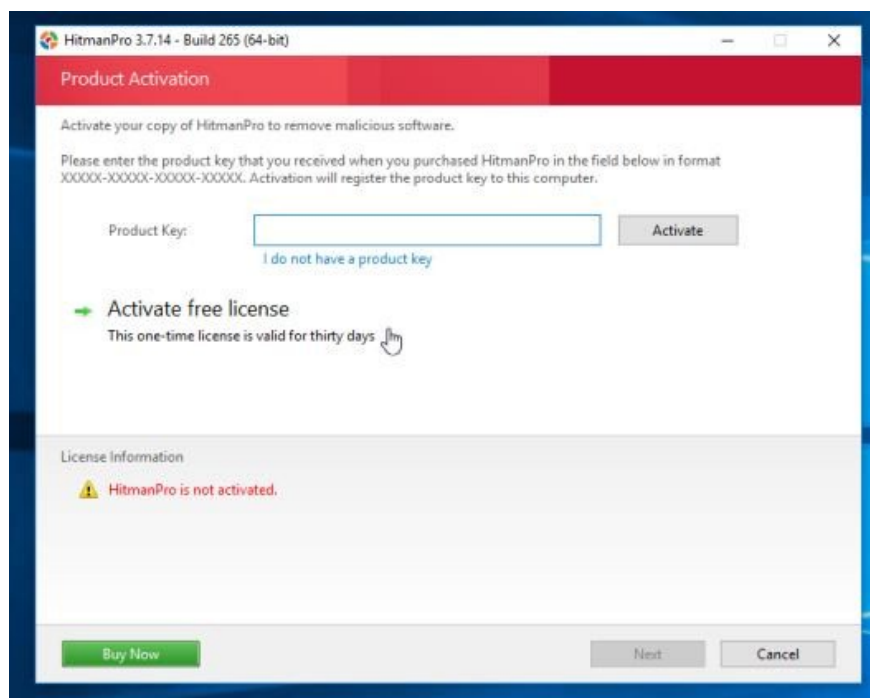 HitmanPro 3.7.14 - Build 265 (64-bit)
Product Activation
Activate your copy of HitmanPro to remove malicious software.
Please enter the product key that you received when you purchased HitmanPro in the field below in format
XXXXX-XXXXX-XXXXX-XXXXX. Activation will register the product key to this computer.
Product Key:
Activate
I do not have a product key
Activate free license
This one-time license is valid for thirty days
License Information
HitmanPro is not activated.
Buy Now
Next
Cancel